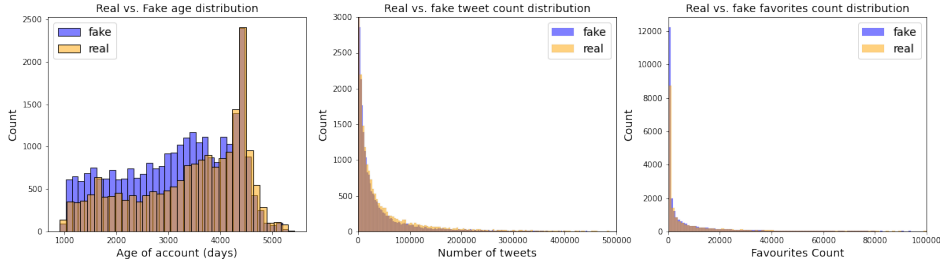 Real vs. Fake age distribution
fake
real
2500
2000
1500
1000
500
0
Count
1000
2000
3000
4000
5000
Age of account (days)
Real vs. fake tweet count distribution
fake
real
3000
2500
2000
1500
1000
500
0
Count
0
100000
200000
300000
400000
500000
Number of tweets
Real vs. fake favorites count distribution
fake
real
12000
10000
8000
6000
4000
2000
0
Count
0
20000
40000
60000
80000
100000
Favourites Count